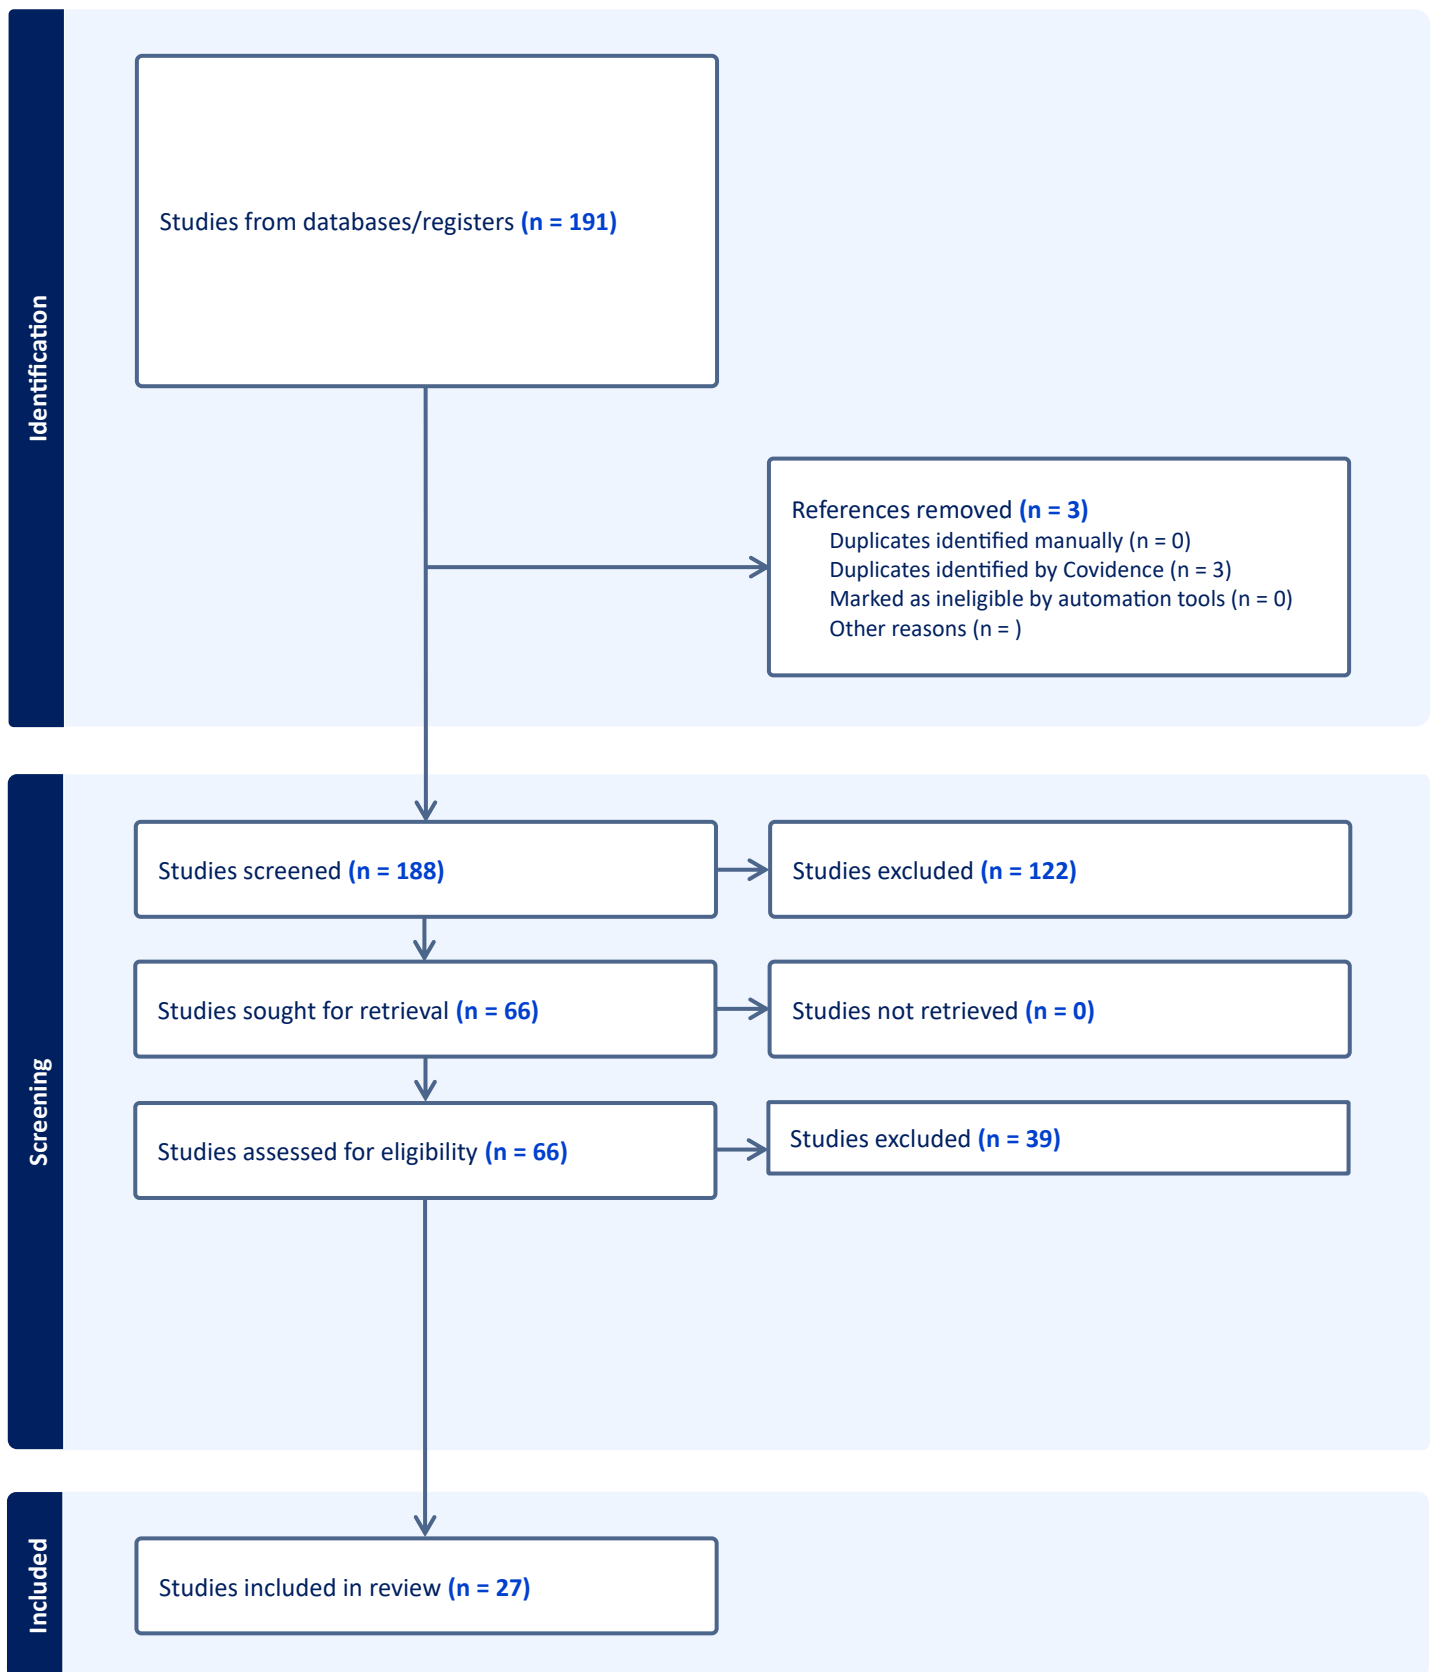 Identification
Studies from databases/registers (n = 191)
References removed (n = 3)
Duplicates identified manually (n = 0)
Duplicates identified by Covidence (n = 3)
Marked as ineligible by automation tools (n = 0)
Other reasons (n = )
Screening
Studies screened (n = 188)
Studies excluded (n = 122)
Studies sought for retrieval (n = 66)
Studies not retrieved (n = 0)
Studies assessed for eligibility (n = 66)
Studies excluded (n = 39)
Included
Studies included in review (n = 27)